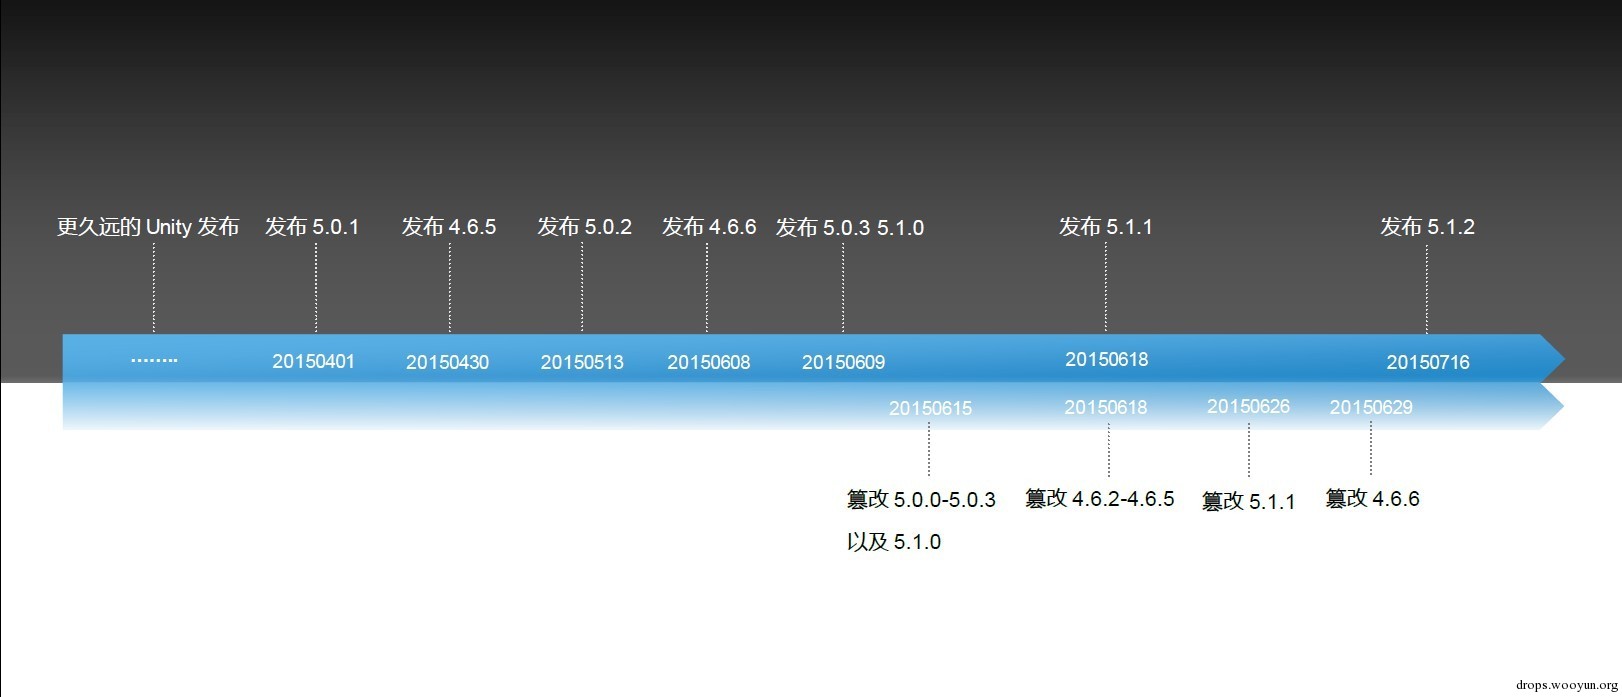 更久远的 Unity 发布 发布 5.0.1 发布 4.6.5 发布 5.0.2 发布 4.6.6 发布 5.0.3 5.1.0 发布 5.1.1 发布 5.1.2
········ 20150401 20150430 20150513 20150608 20150609 20150618 20150716
20150615 20150618 20150626 20150629
篡改 5.0.0-5.0.3 篡改 4.6.2-4.6.5 篡改 5.1.1 篡改 4.6.6
以及 5.1.0
drops.wooyun.org